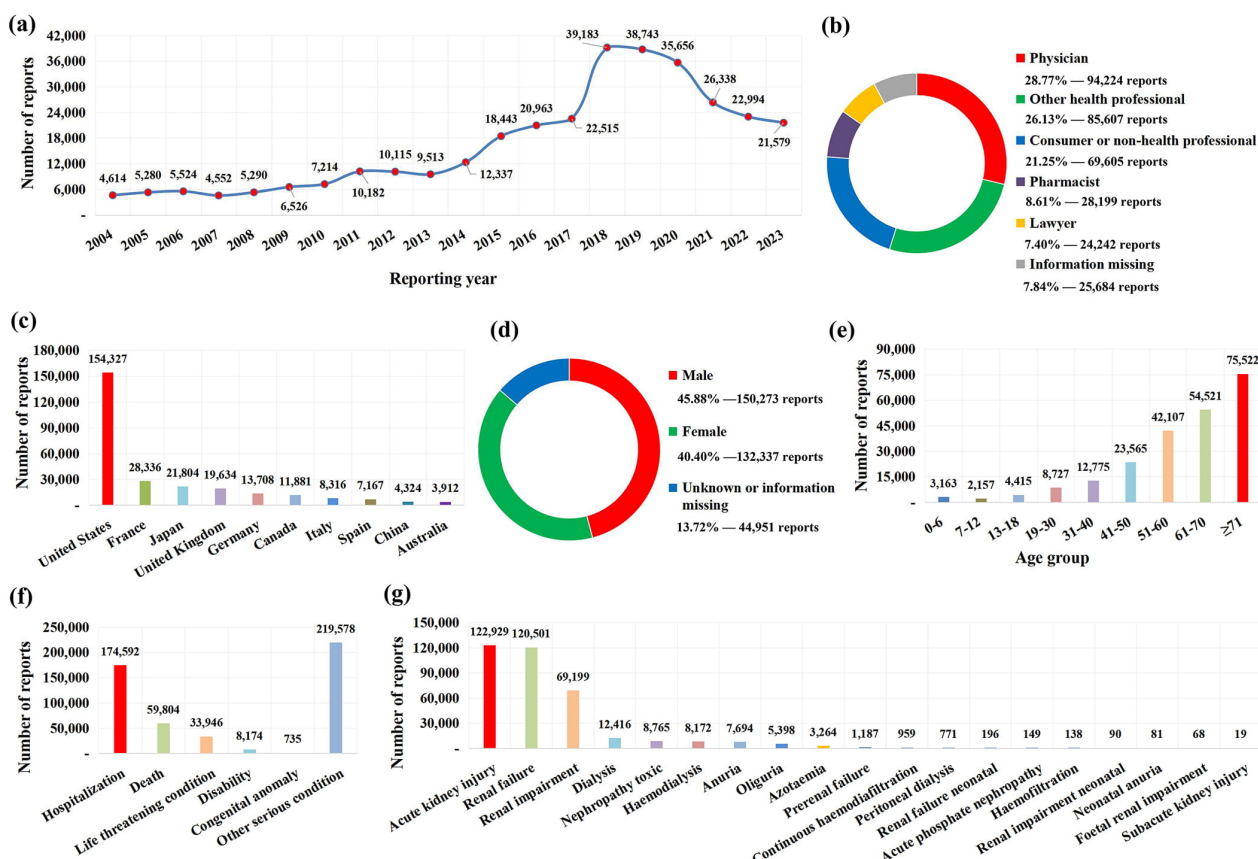 (a)
Number of reports
42,000
36,000
30,000
24,000
18,000
12,000
6,000
-
4,614
5,280
5,524
4,552
5,290
6,526
7,214
10,182
10,115
9,513
12,337
18,443
20,963
22,515
39,183
38,743
35,656
26,338
22,994
21,579
2004
2005
2006
2007
2008
2009
2010
2011
2012
2013
2014
2015
2016
2017
2018
2019
2020
2021
2022
2023
Reporting year
(b)
Physician
28.77% — 94,224 reports
Other health professional
26.13% — 85,607 reports
Consumer or non-health professional
21.25% — 69,605 reports
Pharmacist
8.61% — 28,199 reports
Lawyer
7.40% — 24,242 reports
Information missing
7.84% — 25,684 reports
(c)
Number of reports
180,000
150,000
120,000
90,000
60,000
30,000
-
154,327
28,336
21,804
19,634
13,708
11,881
8,316
7,167
4,324
3,912
United States
France
Japan
United Kingdom
Germany
Canada
Italy
Spain
China
Australia
(d)
Male
45.88% —150,273 reports
Female
40.40% —132,337 reports
Unknown or information
missing
13.72% — 44,951 reports
(e)
Number of reports
90,000
75,000
60,000
45,000
30,000
15,000
-
3,163
2,157
4,415
8,727
12,775
23,565
42,107
54,521
75,522
0-6
7-12
13-18
19-30
31-40
41-50
51-60
61-70
≥71
Age group
(f)
Number of reports
250,000
200,000
150,000
100,000
50,000
-
174,592
59,804
33,946
8,174
735
219,578
Hospitalization
Death
Life threatening condition
Disability
Congenital anomaly
Other serious condition
(g)
Number of reports
150,000
120,000
90,000
60,000
30,000
-
122,929
120,501
69,199
12,416
8,765
8,172
7,694
5,398
3,264
1,187
959
771
196
149
138
90
81
68
19
Acute kidney injury
Renal failure
Renal impairment
Dialysis
Nephropathy toxic
Haemodialysis
Anuria
Oliguria
Azotaemia
Prerenal failure
Continuous haemodiafiltration
Peritoneal dialysis
Renal failure neonatal
Acute phosphate nephropathy
Haemofiltration
Renal impairment neonatal
Neonatal anuria
Foetal renal impairment
Subacute kidney injury